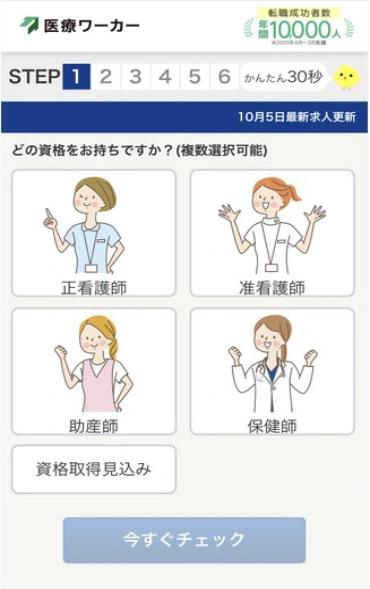 医療ワーカー
転職成功者数
年間10,000人
※2023年4月〜3月実績
STEP 1 2 3 4 5 6 かんたん30秒
10月5日最新求人更新
どの資格をお持ちですか？(複数選択可能)
正看護師
准看護師
助産師
保健師
資格取得見込み
今すぐチェック